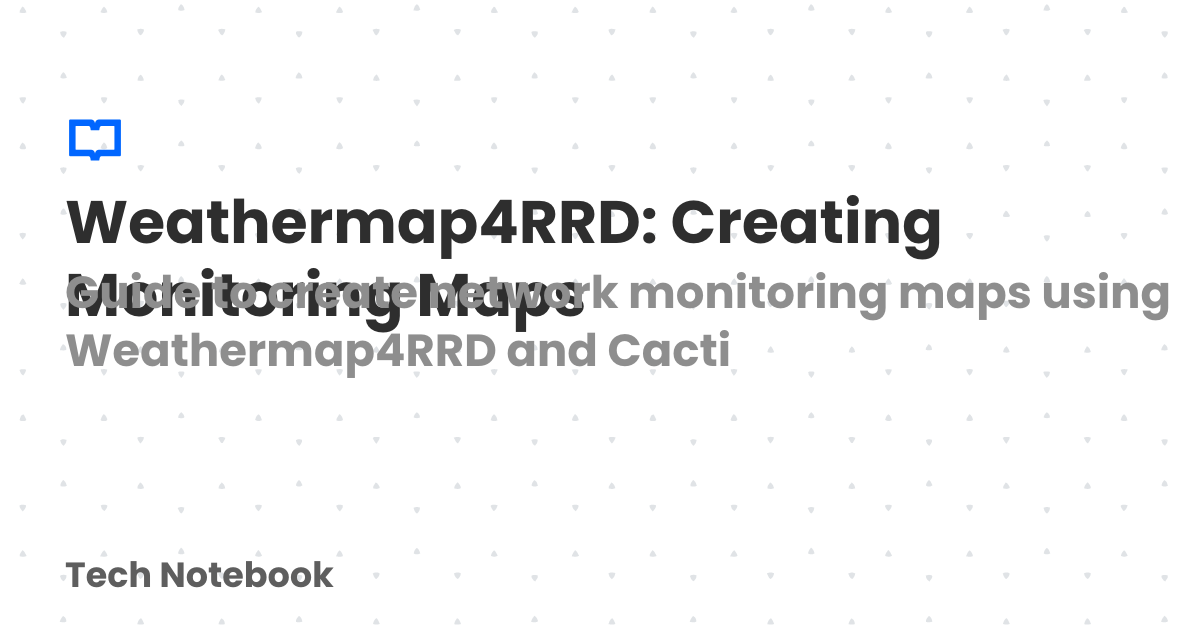 Weathermap4RRD: Creating
Monitoring Maps
Guide to create network monitoring maps using
Weathermap4RRD and Cacti
Tech Notebook